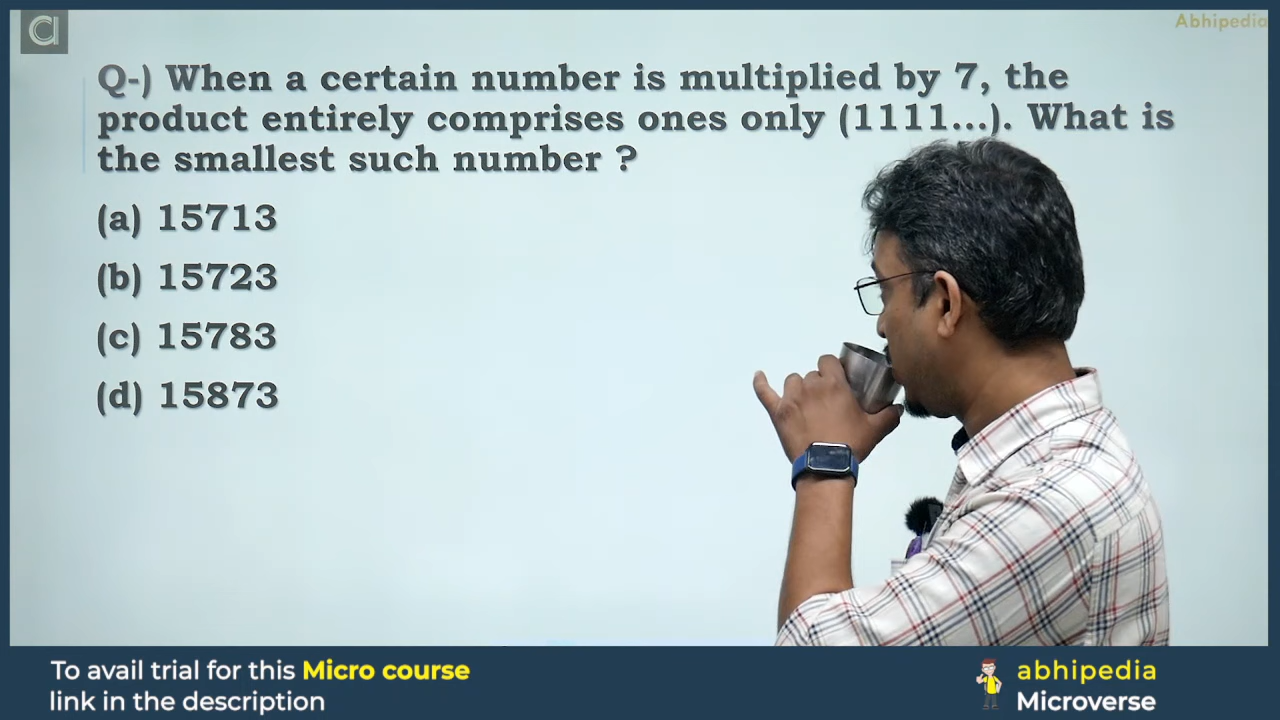 Abhipedia
Q-) When a certain number is multiplied by 7, the
product entirely comprises ones only (1111...). What is
the smallest such number ?
(a) 15713
(b) 15723
(c) 15783
(d) 15873
To avail trial for this Micro course
link in the description
abhipedia
Microverse